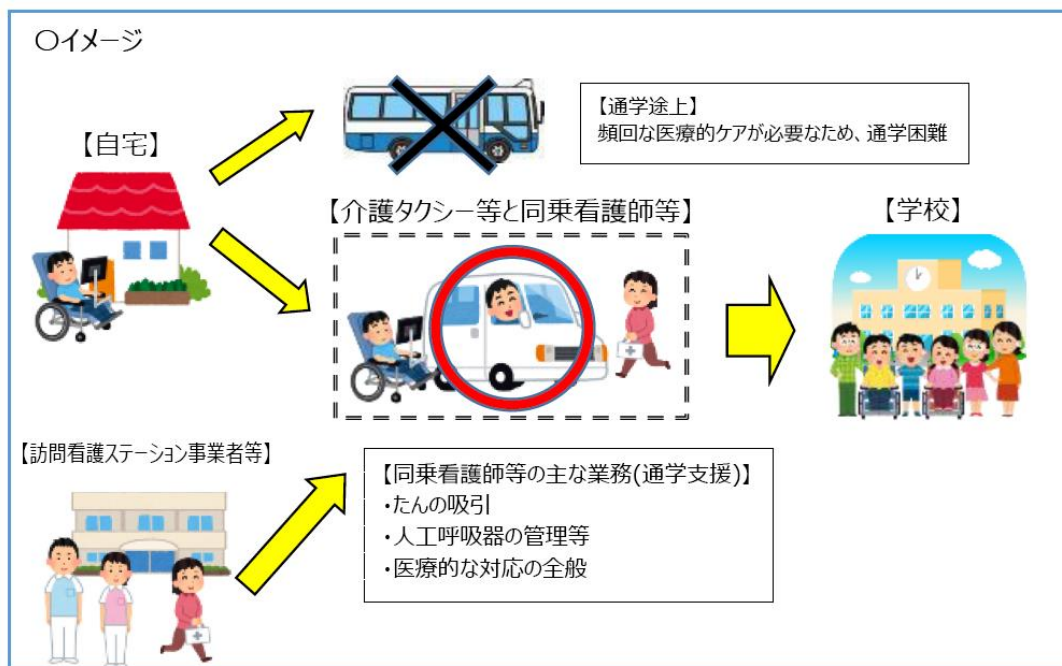 〇イメージ
【通学途上】
頻回な医療的ケアが必要なため、通学困難
【自宅】
【介護タクシー等と同乗看護師等】
【学校】
【訪問看護ステーション事業者等】
【同乗看護師等の主な業務(通学支援)】
・たんの吸引
・人工呼吸器の管理等
・医療的な対応の全般